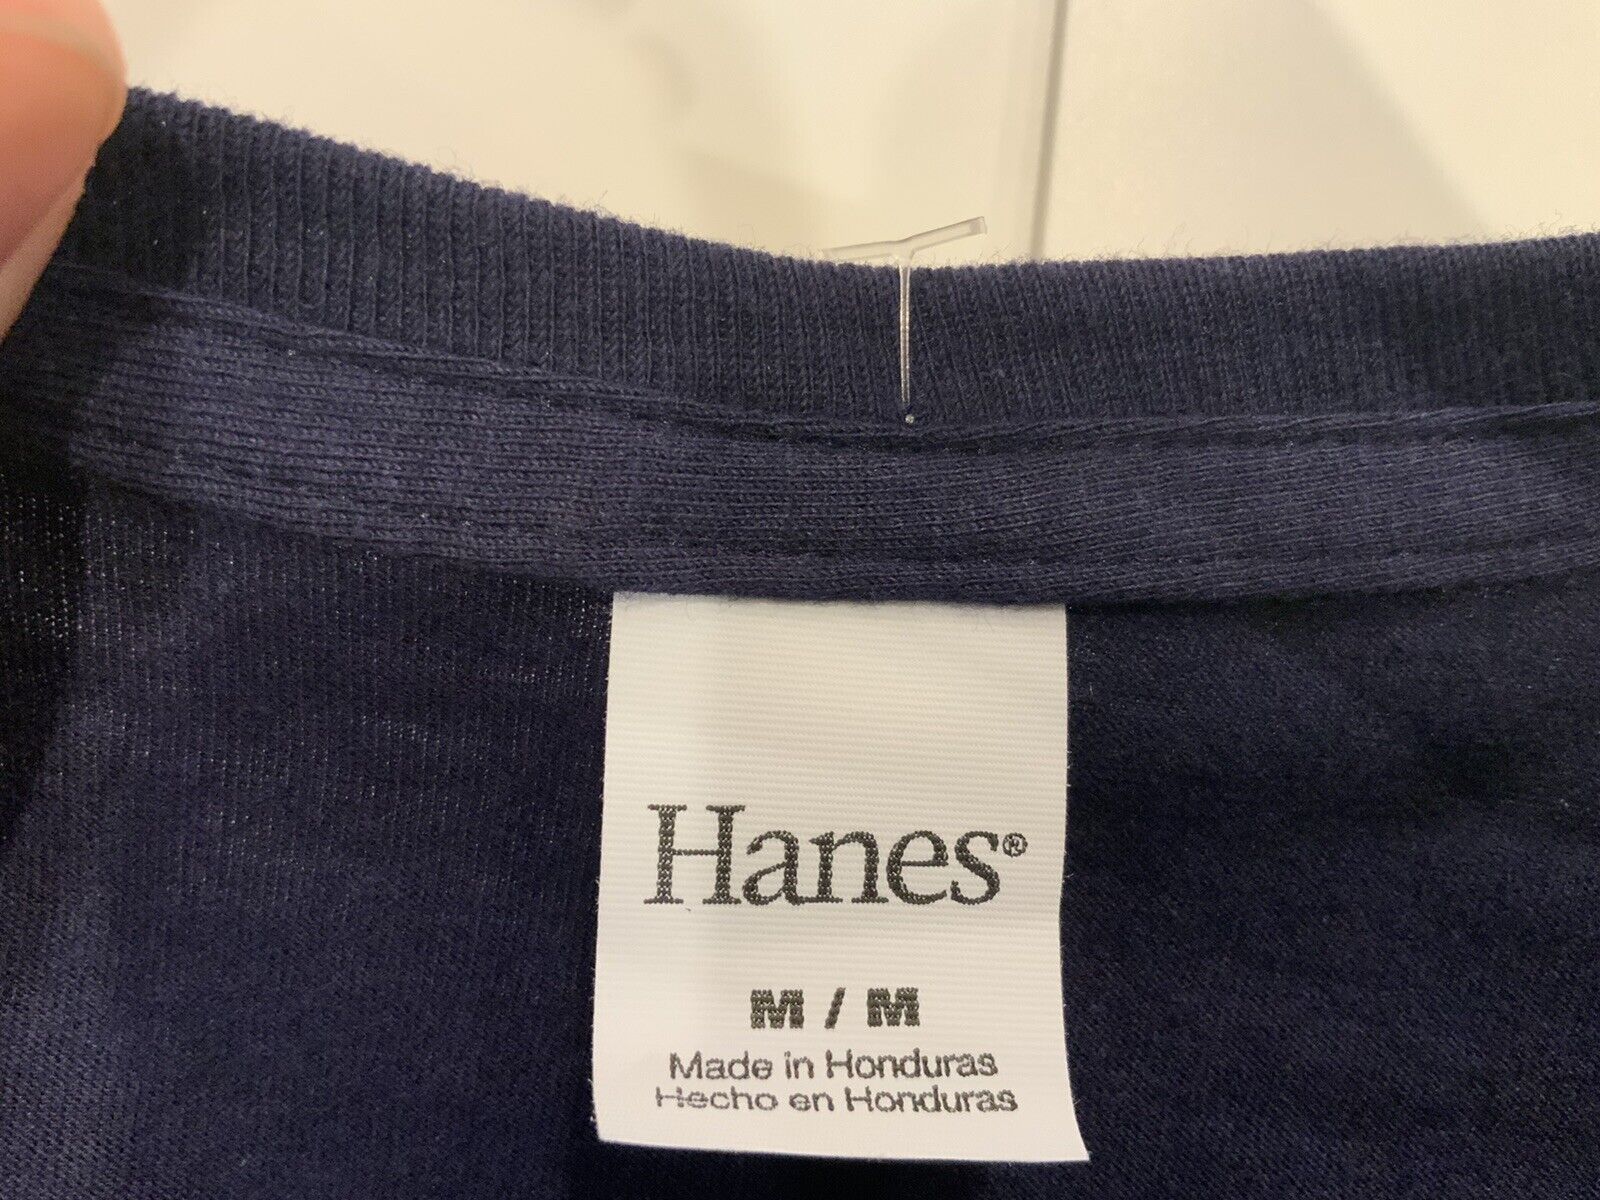 Hanes®
M / M
Made in Honduras
Hecho en Honduras